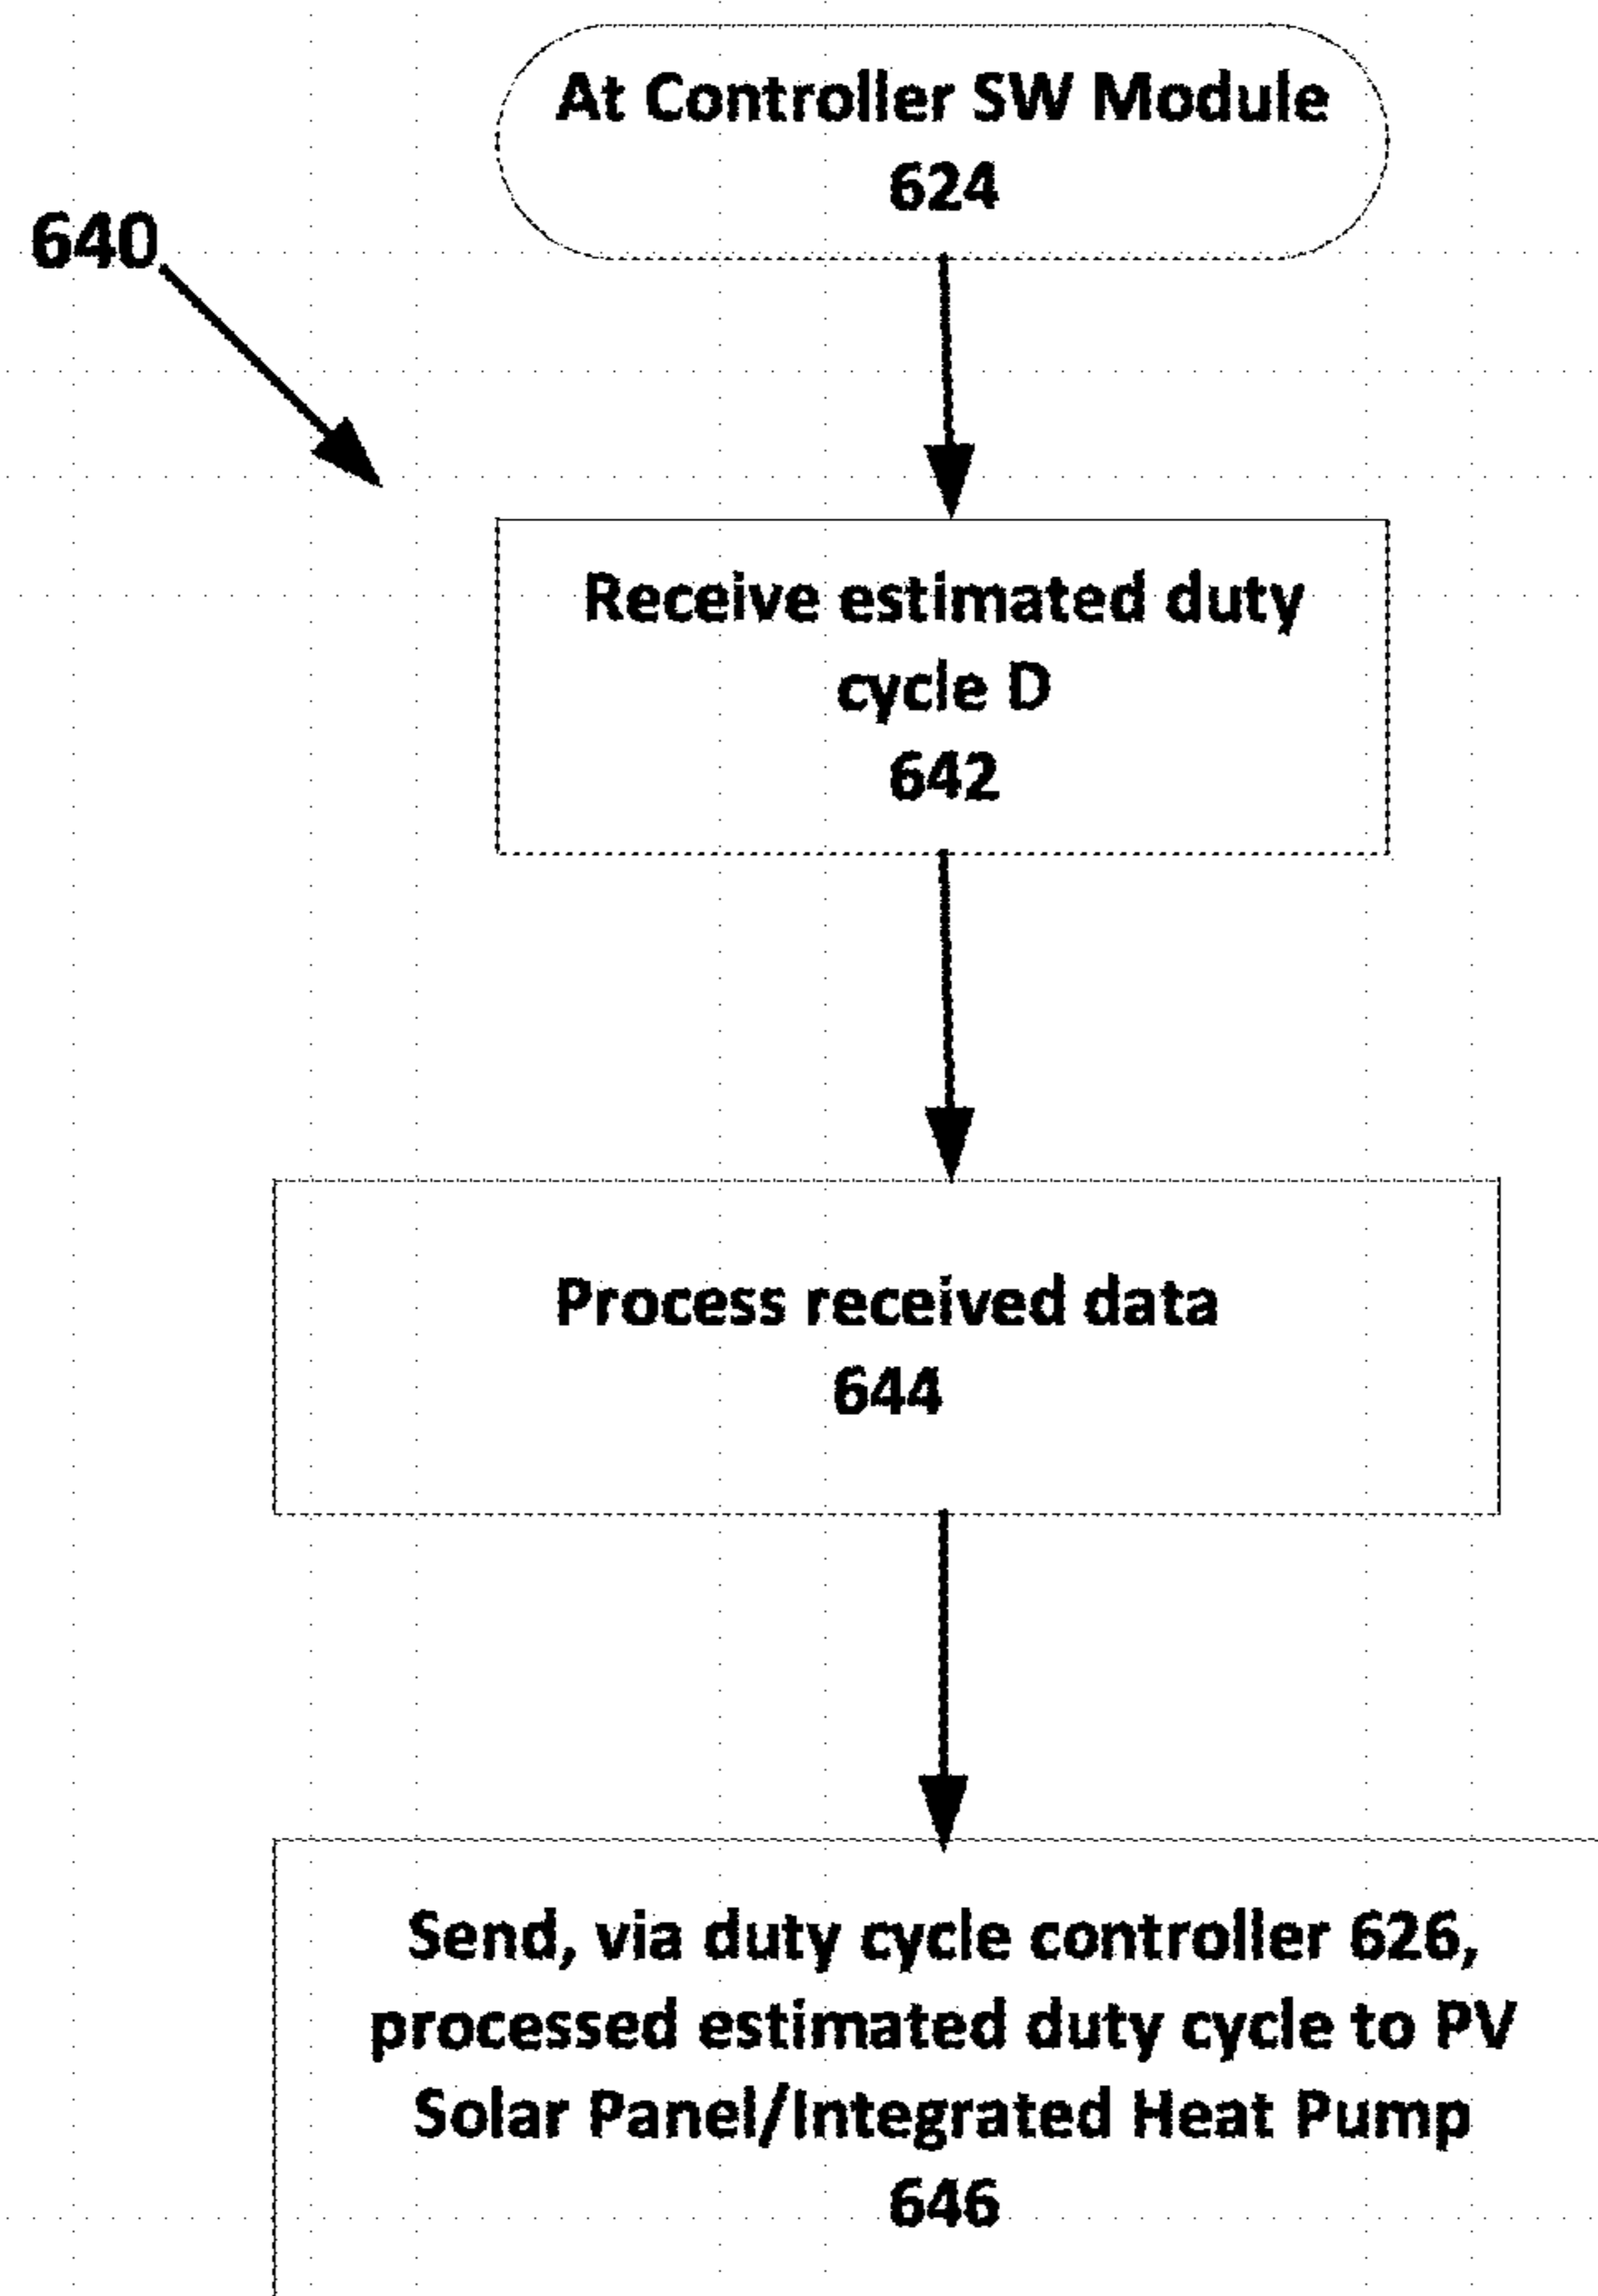 At Controller SW Module
624
640
Receive estimated duty
cycle D
642
Process received data
644
Send, via duty cycle controller 626,
processed estimated duty cycle to PV
Solar Panel/Integrated Heat Pump
646